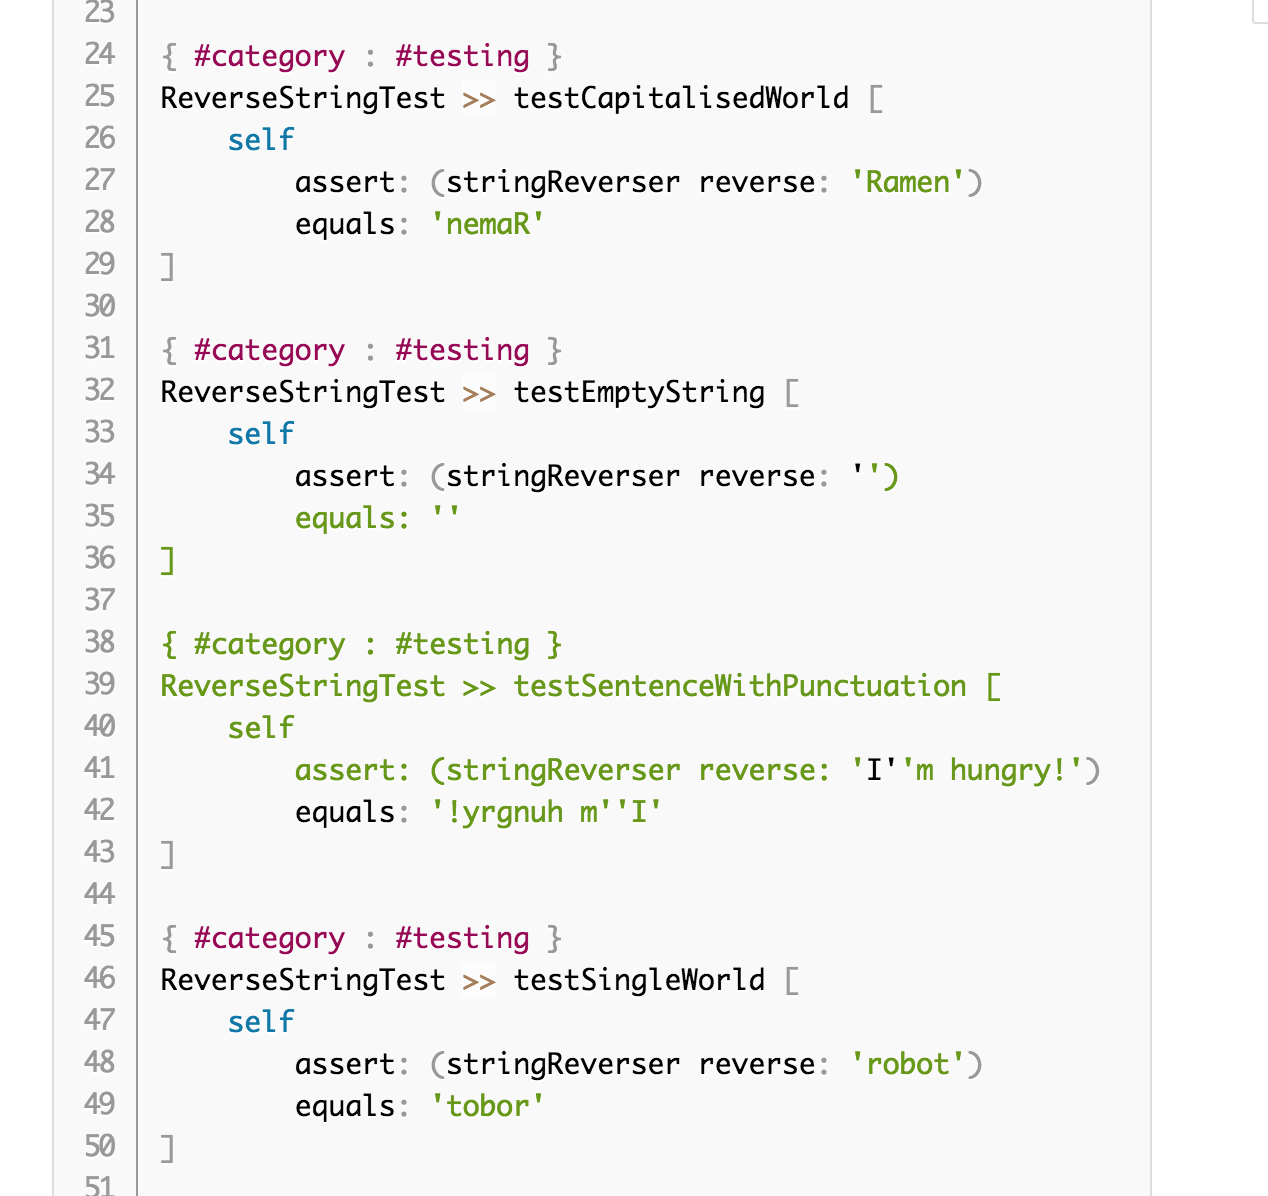 23
24 { #category : #testing }
25 ReverseStringTest >> testCapitalisedWorld [
26 self
27 assert: (stringReverser reverse: 'Ramen')
28 equals: 'nemaR'
29 ]
30
31 { #category : #testing }
32 ReverseStringTest >> testEmptyString [
33 self
34 assert: (stringReverser reverse: '')
35 equals: ''
36 ]
37
38 { #category : #testing }
39 ReverseStringTest >> testSentenceWithPunctuation [
40 self
41 assert: (stringReverser reverse: 'I''m hungry!')
42 equals: '!yrgnuh m''I'
43 ]
44
45 { #category : #testing }
46 ReverseStringTest >> testSingleWorld [
47 self
48 assert: (stringReverser reverse: 'robot')
49 equals: 'tobor'
50 ]
51